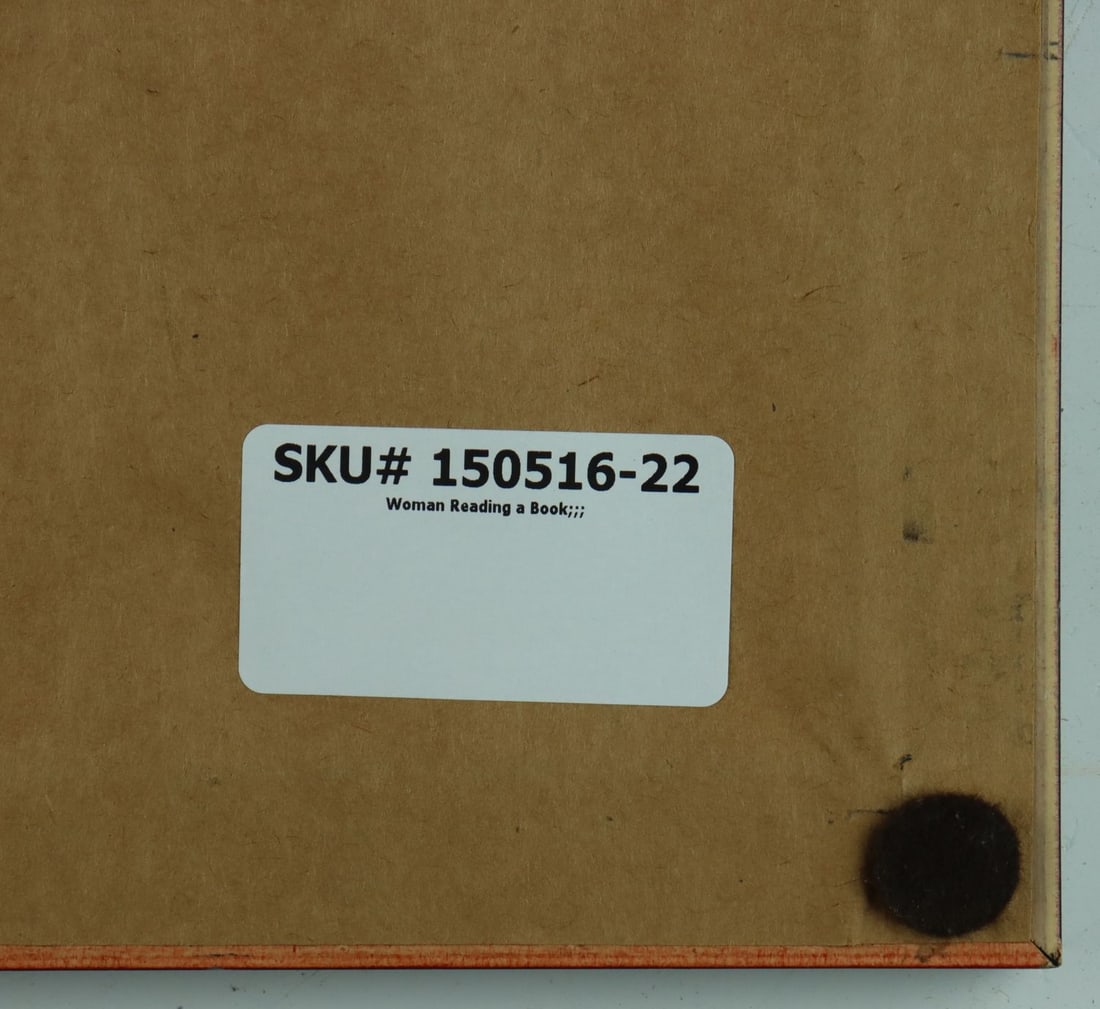 SKU# 150516-22
Woman Reading a Book;;;